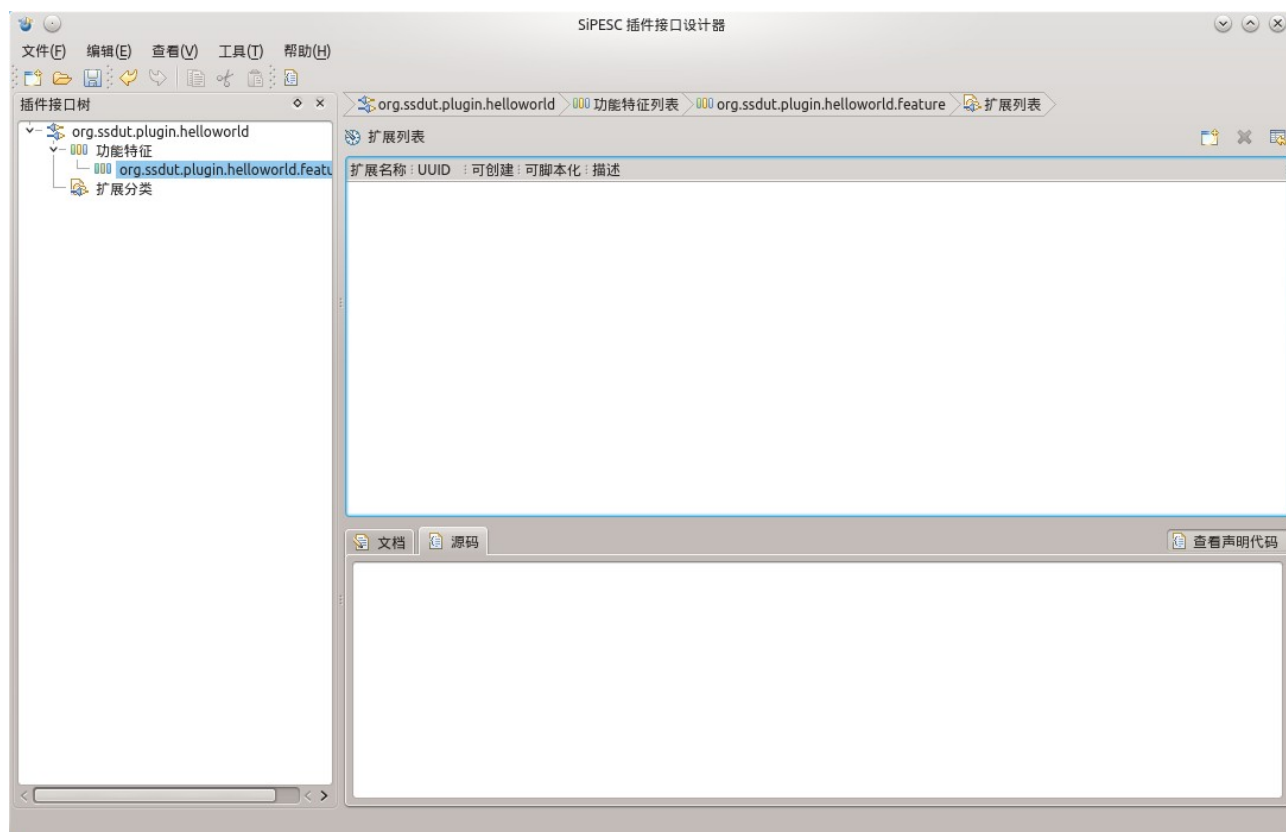 SiPESC 插件接口设计器
文件(F) 编辑(E) 查看(V) 工具(T) 帮助(H)
插件接口树
org.ssdut.plugin.helloworld
功能特征
org.ssdut.plugin.helloworld.featu
扩展分类
org.ssdut.plugin.helloworld 功能特征列表 org.ssdut.plugin.helloworld.feature 扩展列表
扩展列表
扩展名称 UUID 可创建 可脚本化 描述
文档 源码 查看声明代码